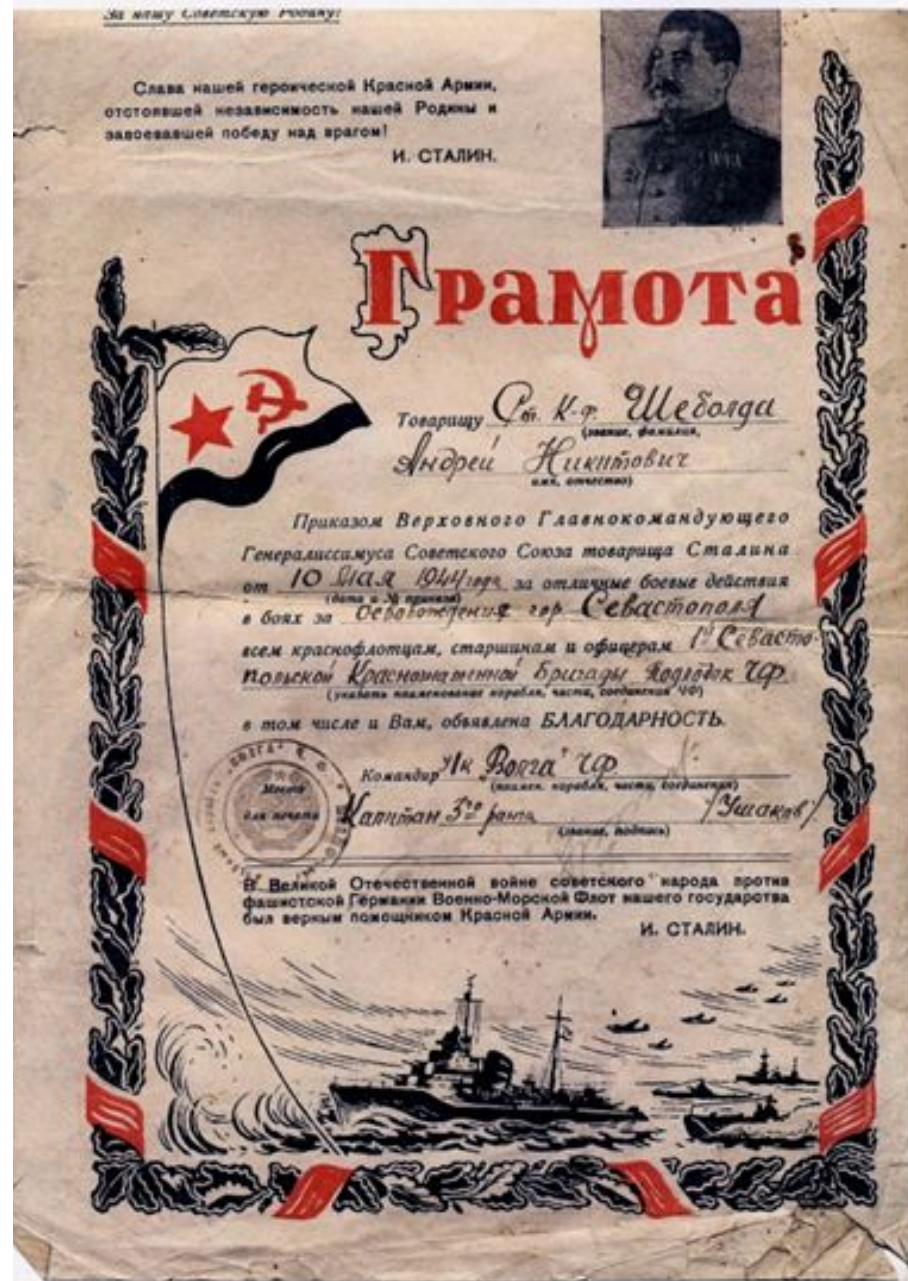 За нашу Советскую Родину!
Слава нашей героической Красной Армии,
отстоявшей независимость нашей Родины и
завоевавшей победу над врагом!
И. СТАЛИН.
Грамота
Товарищу Ст. К-ф. Шеболда
(звание, фамилия,
Андрей Никитович
имя, отчество)
Приказом Верховного Главнокомандующего
Генералиссимуса Советского Союза товарища Сталина
от 10 Мая 1944 года за отличные боевые действия
(дата и № приказа)
в боях за Освобождения гор Севастополя
всем краснофлотцам, старшинам и офицерам 1й Севасто-
польской Краснознаменной Бригады Подлодок ЧФ
(указать наименование корабля, части, соединения ЧФ)
в том числе и Вам, объявлена БЛАГОДАРНОСТЬ.
Командир "Волга" ЧФ
(наимен. корабля, части, соединения)
Место
для печати
"ВОЛГА"
Капитан 3го ранга /Ушаков/
(звание, подпись)
В Великой Отечественной войне советского народа против
фашистской Германии Военно-Морской Флот нашего государства
был верным помощником Красной Армии.
И. СТАЛИН.